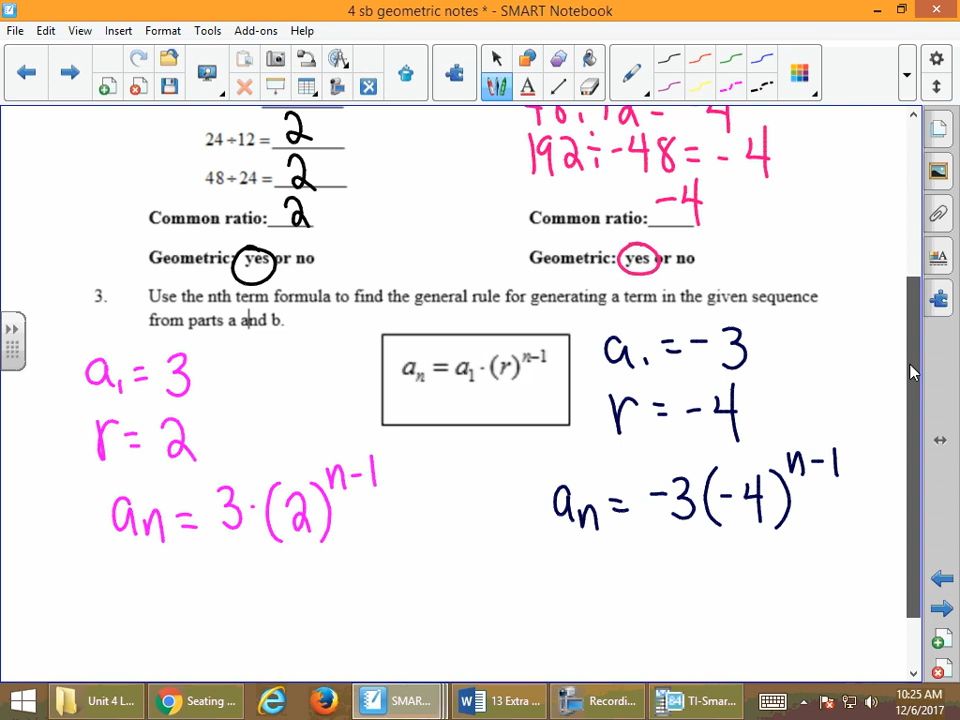 4 sb geometric notes * - SMART Notebook
File Edit View Insert Format Tools Add-ons Help
24 ÷12 = 2
48 ÷ 24 = 2
Common ratio: 2
Geometric: yes or no
192 ÷ -48 = -4
-4
Common ratio:
Geometric: yes or no
3. Use the nth term formula to find the general rule for generating a term in the given sequence
from parts a and b.
a₁ = 3
r = 2
aₙ = 3·(2)ⁿ⁻¹
aₙ = a₁ · (r)ⁿ⁻¹
a₁ = -3
r = -4
aₙ = -3(-4)ⁿ⁻¹
Unit 4 L... Seating ... SMAR... 13 Extra ... Recordi... TI-Smar...
10:25 AM
12/6/2017